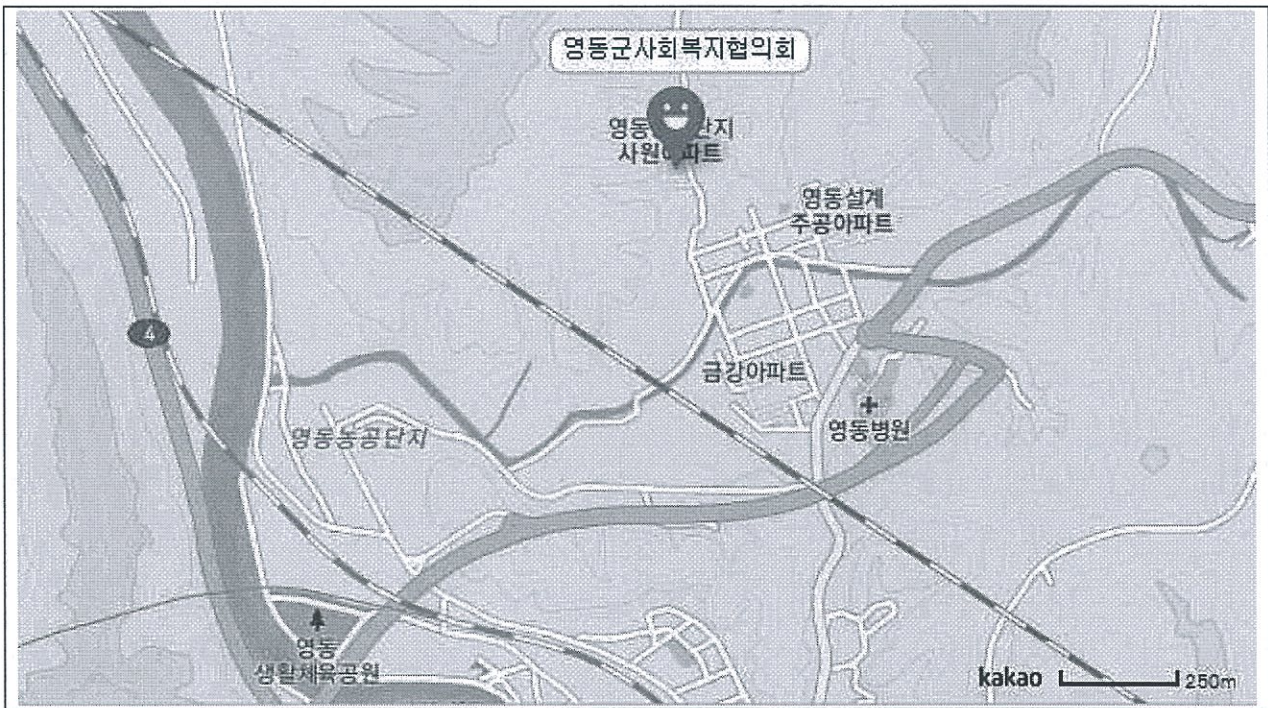 영동군사회복지협의회
영동 단지
사원아파트
영동설계
주공아파트
4
금강아파트
영동농공단지
영동병원
영동
생활체육공원
kakao 250m